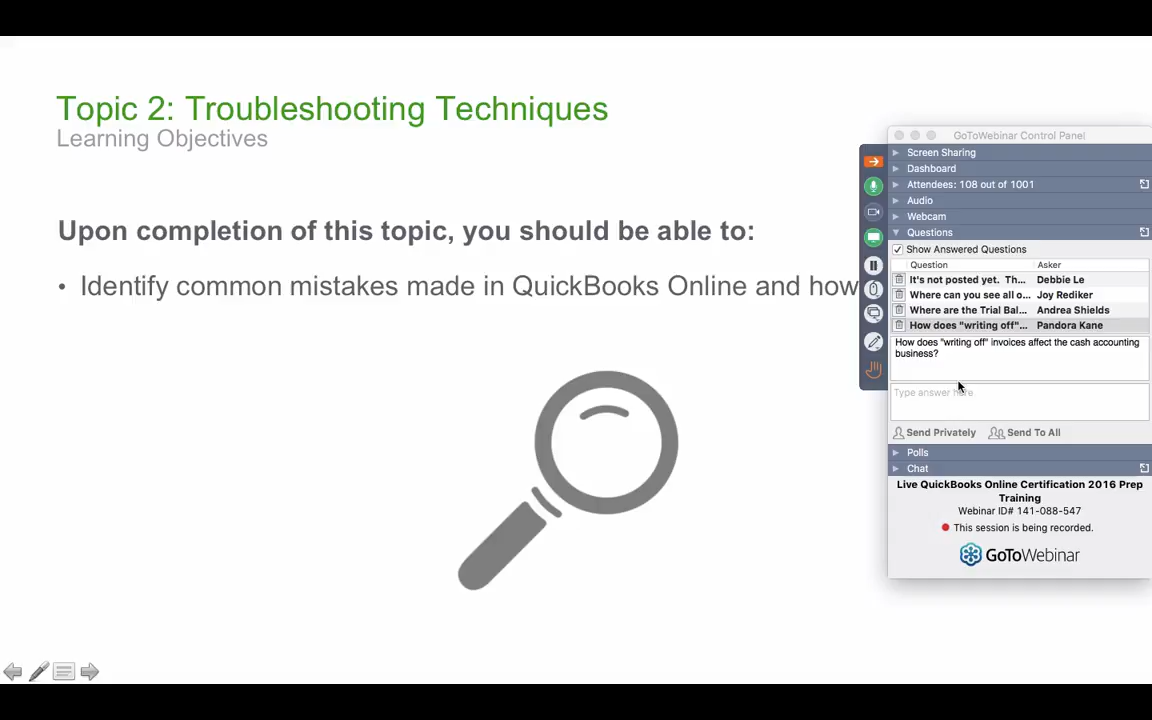 Topic 2: Troubleshooting Techniques
Learning Objectives
Upon completion of this topic, you should be able to:
• Identify common mistakes made in QuickBooks Online and how
GoToWebinar Control Panel
Screen Sharing
Dashboard
Attendees: 108 out of 1001
Audio
Webcam
Questions
Show Answered Questions
Question Asker
It's not posted yet. Th... Debbie Le
Where can you see all o... Joy Rediker
Where are the Trial Bal... Andrea Shields
How does "writing off"... Pandora Kane
How does "writing off" invoices affect the cash accounting
business?
Type answer here
Send Privately Send To All
Polls
Chat
Live QuickBooks Online Certification 2016 Prep
Training
Webinar ID# 141-088-547
This session is being recorded.
GoToWebinar